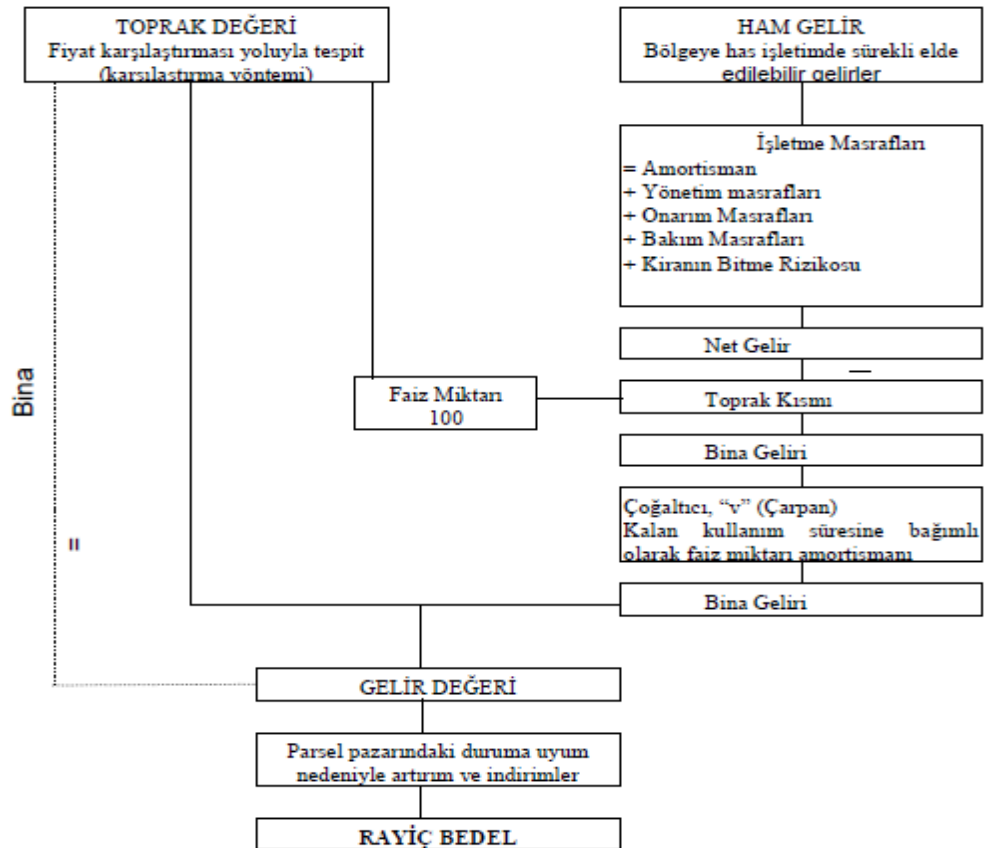 TOPRAK DEĞERİ
Fiyat karşılaştırması yoluyla tespit
(karşılaştırma yöntemi)
HAM GELİR
Bölgeye has işletimde sürekli elde
edilebilir gelirler
İşletme Masrafları
= Amortisman
+ Yönetim masrafları
+ Onarım Masrafları
+ Bakım Masrafları
+ Kiranın Bitme Rizikosu
Net Gelir
—
Faiz Miktarı
100
Toprak Kısmı
Bina Geliri
Çoğaltıcı, “v” (Çarpan)
Kalan kullanım süresine bağımlı
olarak faiz miktarı amortismanı
Bina Geliri
Bina
=
GELİR DEĞERİ
Parsel pazarındaki duruma uyum
nedeniyle artırım ve indirimler
RAYİÇ BEDEL